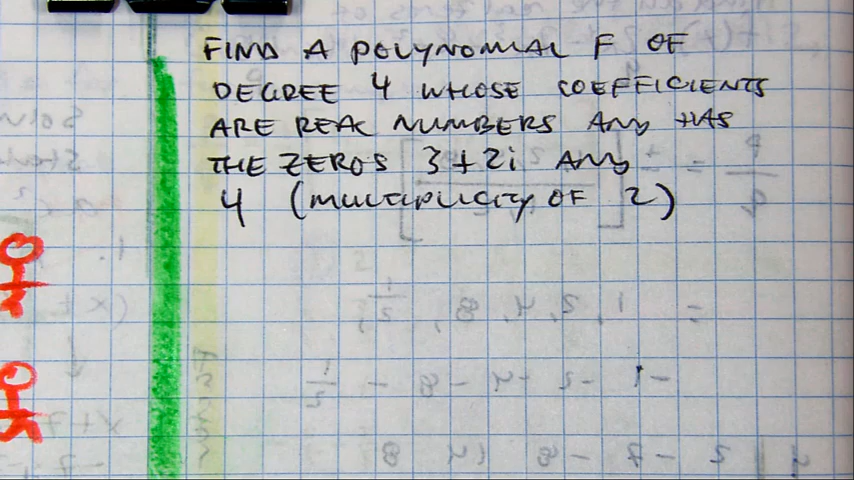 FIND A POLYNOMIAL F OF
DEGREE 4 WHOSE COEFFICIENTS
ARE REAL NUMBERS AND HAS
THE ZEROS 3+2i AND
4 (MULTIPLICITY OF 2)